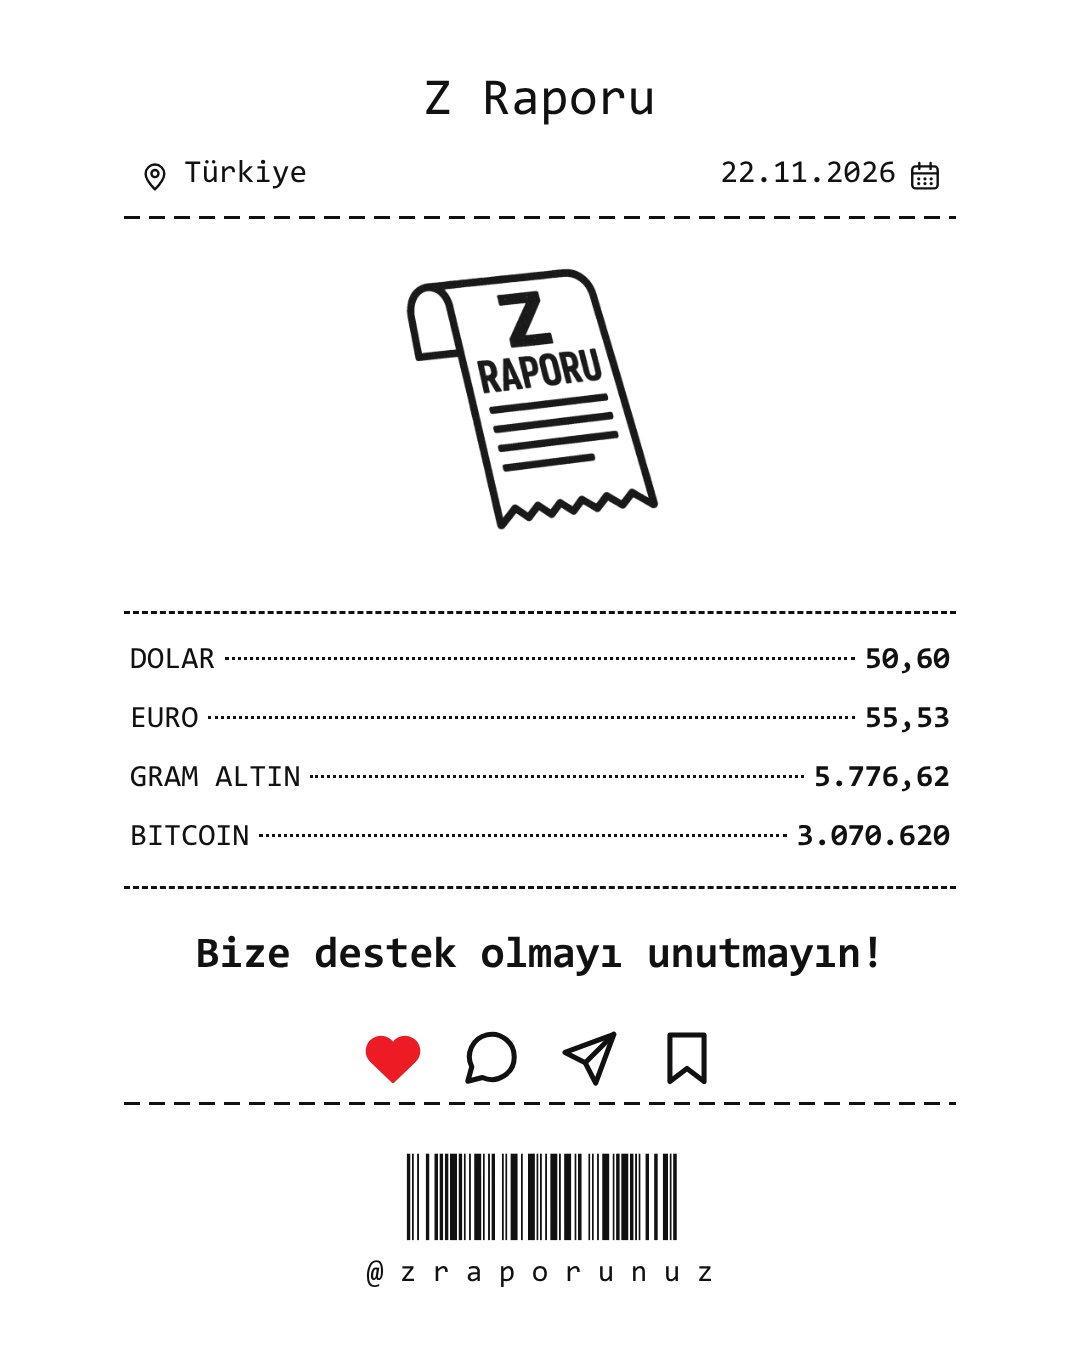 Z Raporu
Türkiye 22.11.2026
Z
RAPORU
DOLAR 50,60
EURO 55,53
GRAM ALTIN 5.776,62
BITCOIN 3.070.620
Bize destek olmayı unutmayın!
@zraporunuz